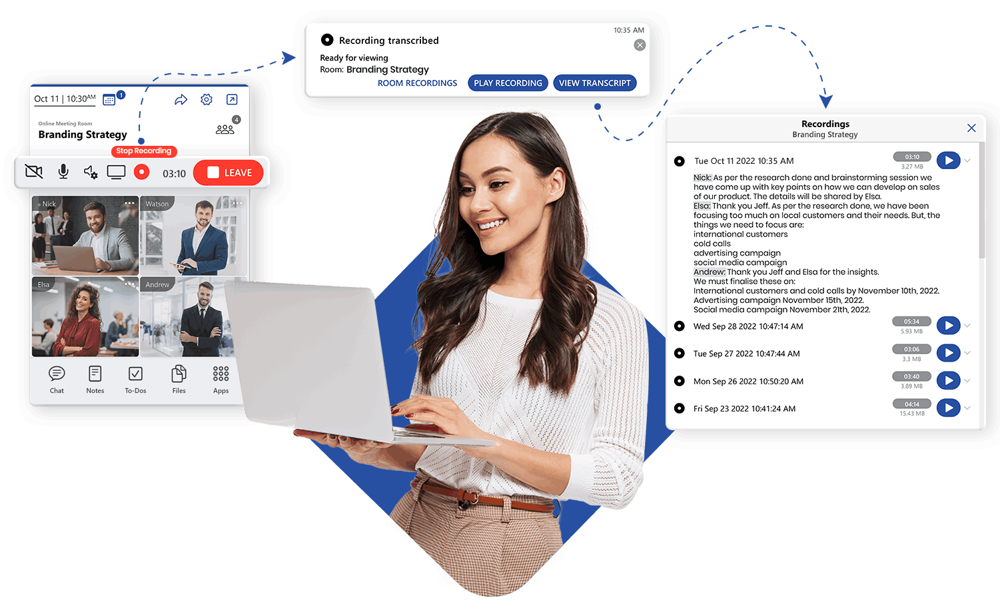 10:35 AM
Recording transcribed
Ready for viewing
Room: Branding Strategy
ROOM RECORDINGS
PLAY RECORDING
VIEW TRANSCRIPT
Oct 11 | 10:30AM
1
Online Meeting Room
4
Branding Strategy
Stop Recording
03:10
LEAVE
Nick
Watson
Elsa
Andrew
Chat
Notes
To-Dos
Files
Apps
Recordings
Branding Strategy
Tue Oct 11 2022 10:35 AM
03:10
3.27 MB
Nick: As per the research done and brainstorming session we
have come up with key points on how we can develop on sales
of our product. The details will be shared by Elsa.
Elsa: Thank you Jeff. As per the research done, we have been
focusing too much on local customers and their needs. But, the
things we need to focus are:
international customers
cold calls
advertising campaign
social media campaign
Andrew: Thank you Jeff and Elsa for the insights.
We must finalise these on:
International customers and cold calls by November 10th, 2022.
Advertising campaign November 15th, 2022.
Social media campaign November 21th, 2022.
Wed Sep 28 2022 10:47:14 AM
05:34
5.93 MB
Tue Sep 27 2022 10:47:44 AM
03:06
3.3 MB
Mon Sep 26 2022 10:50:20 AM
03:40
3.89 MB
Fri Sep 23 2022 10:41:24 AM
04:14
15.43 MB